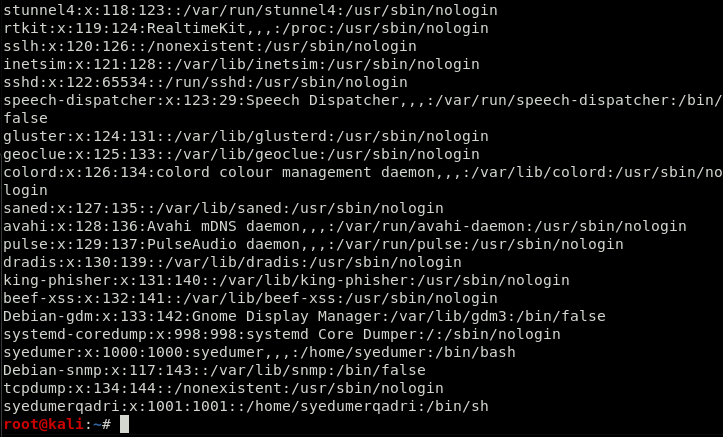 stunnel4:x:118:123::/var/run/stunnel4:/usr/sbin/nologin
rtkit:x:119:124:RealtimeKit,,,:/proc:/usr/sbin/nologin
sslh:x:120:126::/nonexistent:/usr/sbin/nologin
inetsim:x:121:128::/var/lib/inetsim:/usr/sbin/nologin
sshd:x:122:65534::/run/sshd:/usr/sbin/nologin
speech-dispatcher:x:123:29:Speech Dispatcher,,,:/var/run/speech-dispatcher:/bin/
false
gluster:x:124:131::/var/lib/glusterd:/usr/sbin/nologin
geoclue:x:125:133::/var/lib/geoclue:/usr/sbin/nologin
colord:x:126:134:colord colour management daemon,,,:/var/lib/colord:/usr/sbin/no
login
saned:x:127:135::/var/lib/saned:/usr/sbin/nologin
avahi:x:128:136:Avahi mDNS daemon,,,:/var/run/avahi-daemon:/usr/sbin/nologin
pulse:x:129:137:PulseAudio daemon,,,:/var/run/pulse:/usr/sbin/nologin
dradis:x:130:139::/var/lib/dradis:/usr/sbin/nologin
king-phisher:x:131:140::/var/lib/king-phisher:/usr/sbin/nologin
beef-xss:x:132:141::/var/lib/beef-xss:/usr/sbin/nologin
Debian-gdm:x:133:142:Gnome Display Manager:/var/lib/gdm3:/bin/false
systemd-coredump:x:998:998:systemd Core Dumper:/:/sbin/nologin
syedumer:x:1000:1000:syedumer,,,:/home/syedumer:/bin/bash
Debian-snmp:x:117:143::/var/lib/snmp:/bin/false
tcpdump:x:134:144::/nonexistent:/usr/sbin/nologin
syedumerqadri:x:1001:1001::/home/syedumerqadri:/bin/sh
root@kali:~#